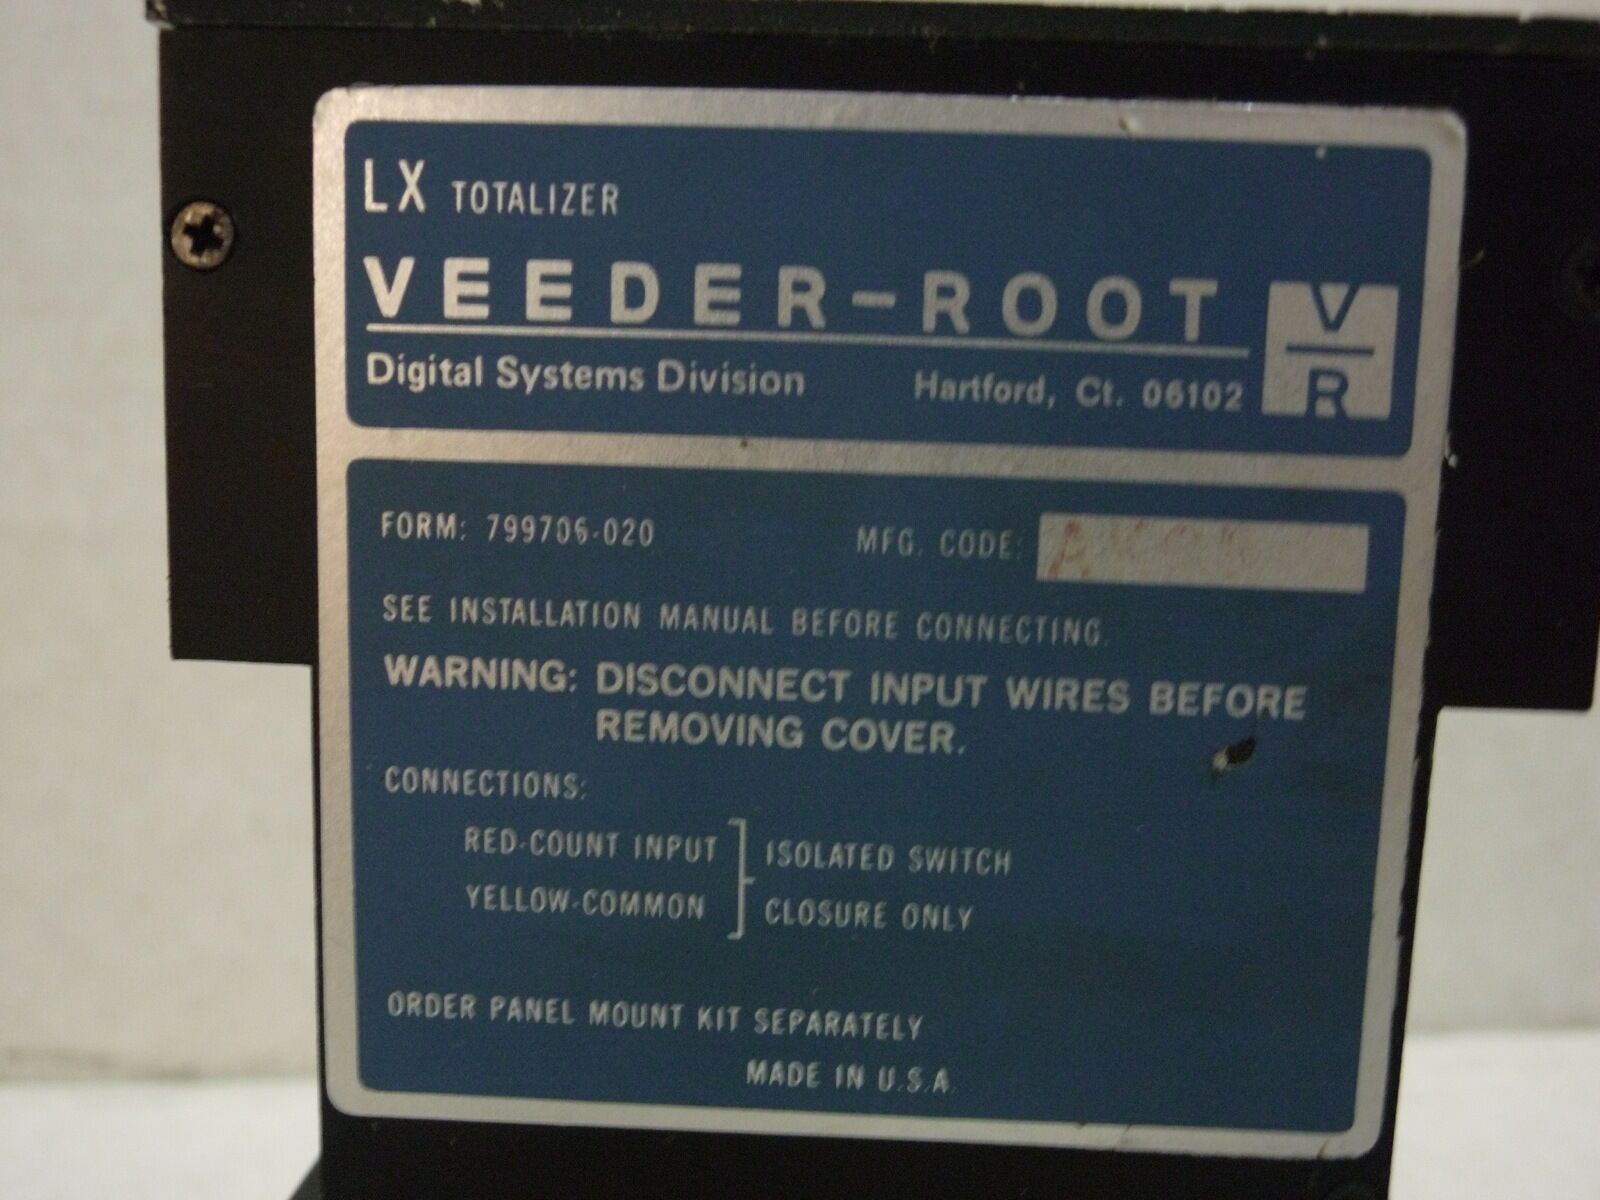 LX TOTALIZER
VEEDER-ROOT
V
R
Digital Systems Division Hartford, Ct. 06102
FORM: 799706-020 MFG. CODE:
SEE INSTALLATION MANUAL BEFORE CONNECTING.
WARNING: DISCONNECT INPUT WIRES BEFORE
REMOVING COVER.
CONNECTIONS:
RED-COUNT INPUT ISOLATED SWITCH
YELLOW-COMMON CLOSURE ONLY
ORDER PANEL MOUNT KIT SEPARATELY
MADE IN U.S.A.